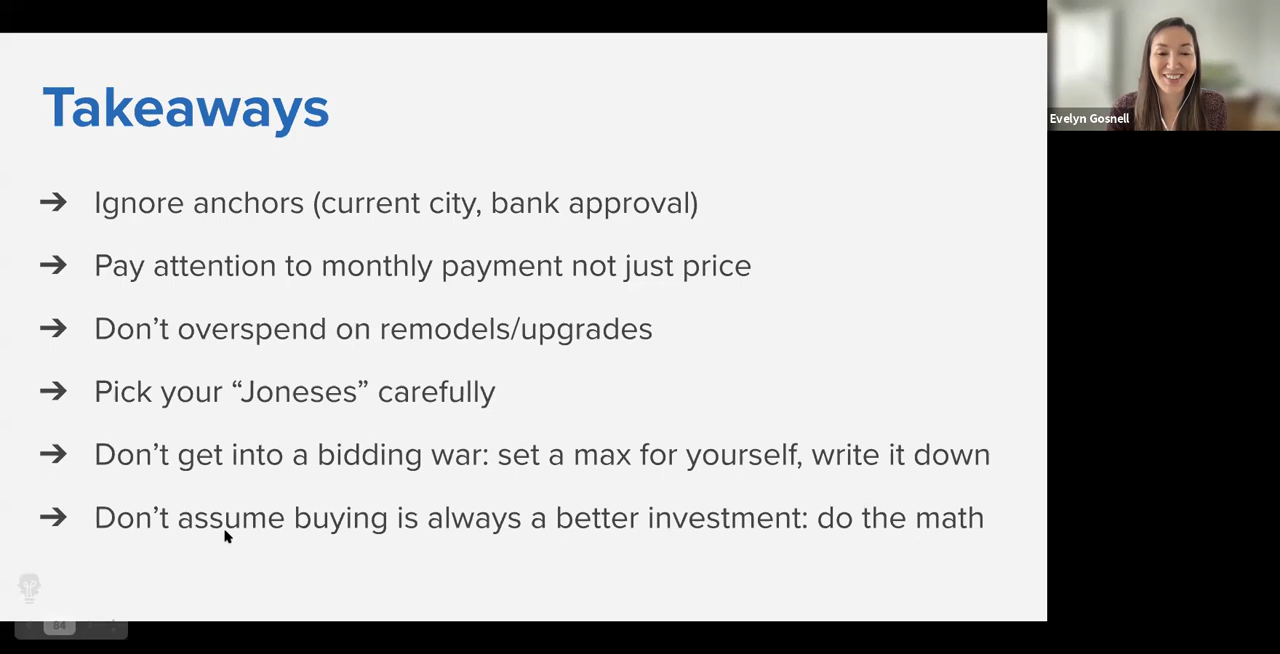 Takeaways
Evelyn Gosnell
➔ Ignore anchors (current city, bank approval)
➔ Pay attention to monthly payment not just price
➔ Don’t overspend on remodels/upgrades
➔ Pick your “Joneses” carefully
➔ Don’t get into a bidding war: set a max for yourself, write it down
➔ Don’t assume buying is always a better investment: do the math